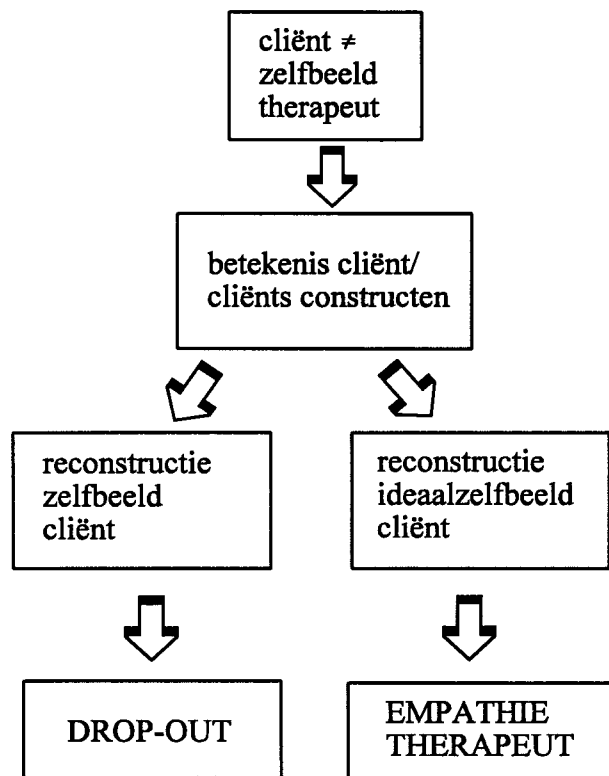 cliënt ≠
zelfbeeld
therapeut
betekenis cliënt/
cliënts constructen
reconstructie
zelfbeeld
cliënt
reconstructie
ideaalzelfbeeld
cliënt
DROP-OUT
EMPATHIE
THERAPEUT